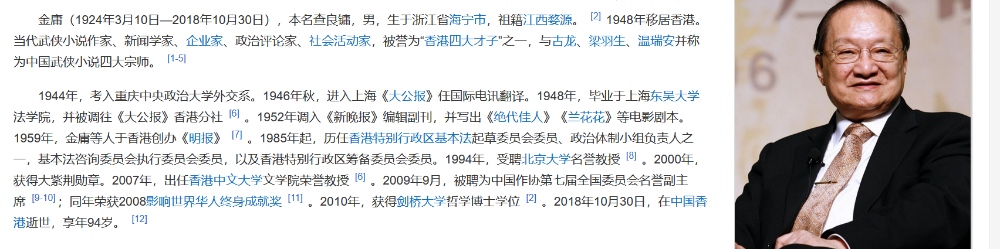 金庸（1924年3月10日—2018年10月30日），本名查良镛，男，生于浙江省海宁市，祖籍江西婺源。 [2] 1948年移居香港。
当代武侠小说作家、新闻学家、企业家、政治评论家、社会活动家，被誉为“香港四大才子”之一，与古龙、梁羽生、温瑞安并称
为中国武侠小说四大宗师。 [1-5]
1944年，考入重庆中央政治大学外交系。1946年秋，进入上海《大公报》任国际电讯翻译。1948年，毕业于上海东吴大学
法学院，并被调往《大公报》香港分社 [6] 。1952年调入《新晚报》编辑副刊，并写出《绝代佳人》《兰花花》等电影剧本。
1959年，金庸等人于香港创办《明报》 [7] 。1985年起，历任香港特别行政区基本法起草委员会委员、政治体制小组负责人之
一，基本法咨询委员会执行委员会委员，以及香港特别行政区筹备委员会委员。1994年，受聘北京大学名誉教授 [8] 。2000年，
获得大紫荆勋章。2007年，出任香港中文大学文学院荣誉教授 [6] 。2009年9月，被聘为中国作协第七届全国委员会名誉副主
席 [9-10] ；同年荣获2008影响世界华人终身成就奖 [11] 。2010年，获得剑桥大学哲学博士学位 [2] 。2018年10月30日，在中国香
港逝世，享年94岁。 [12]
6